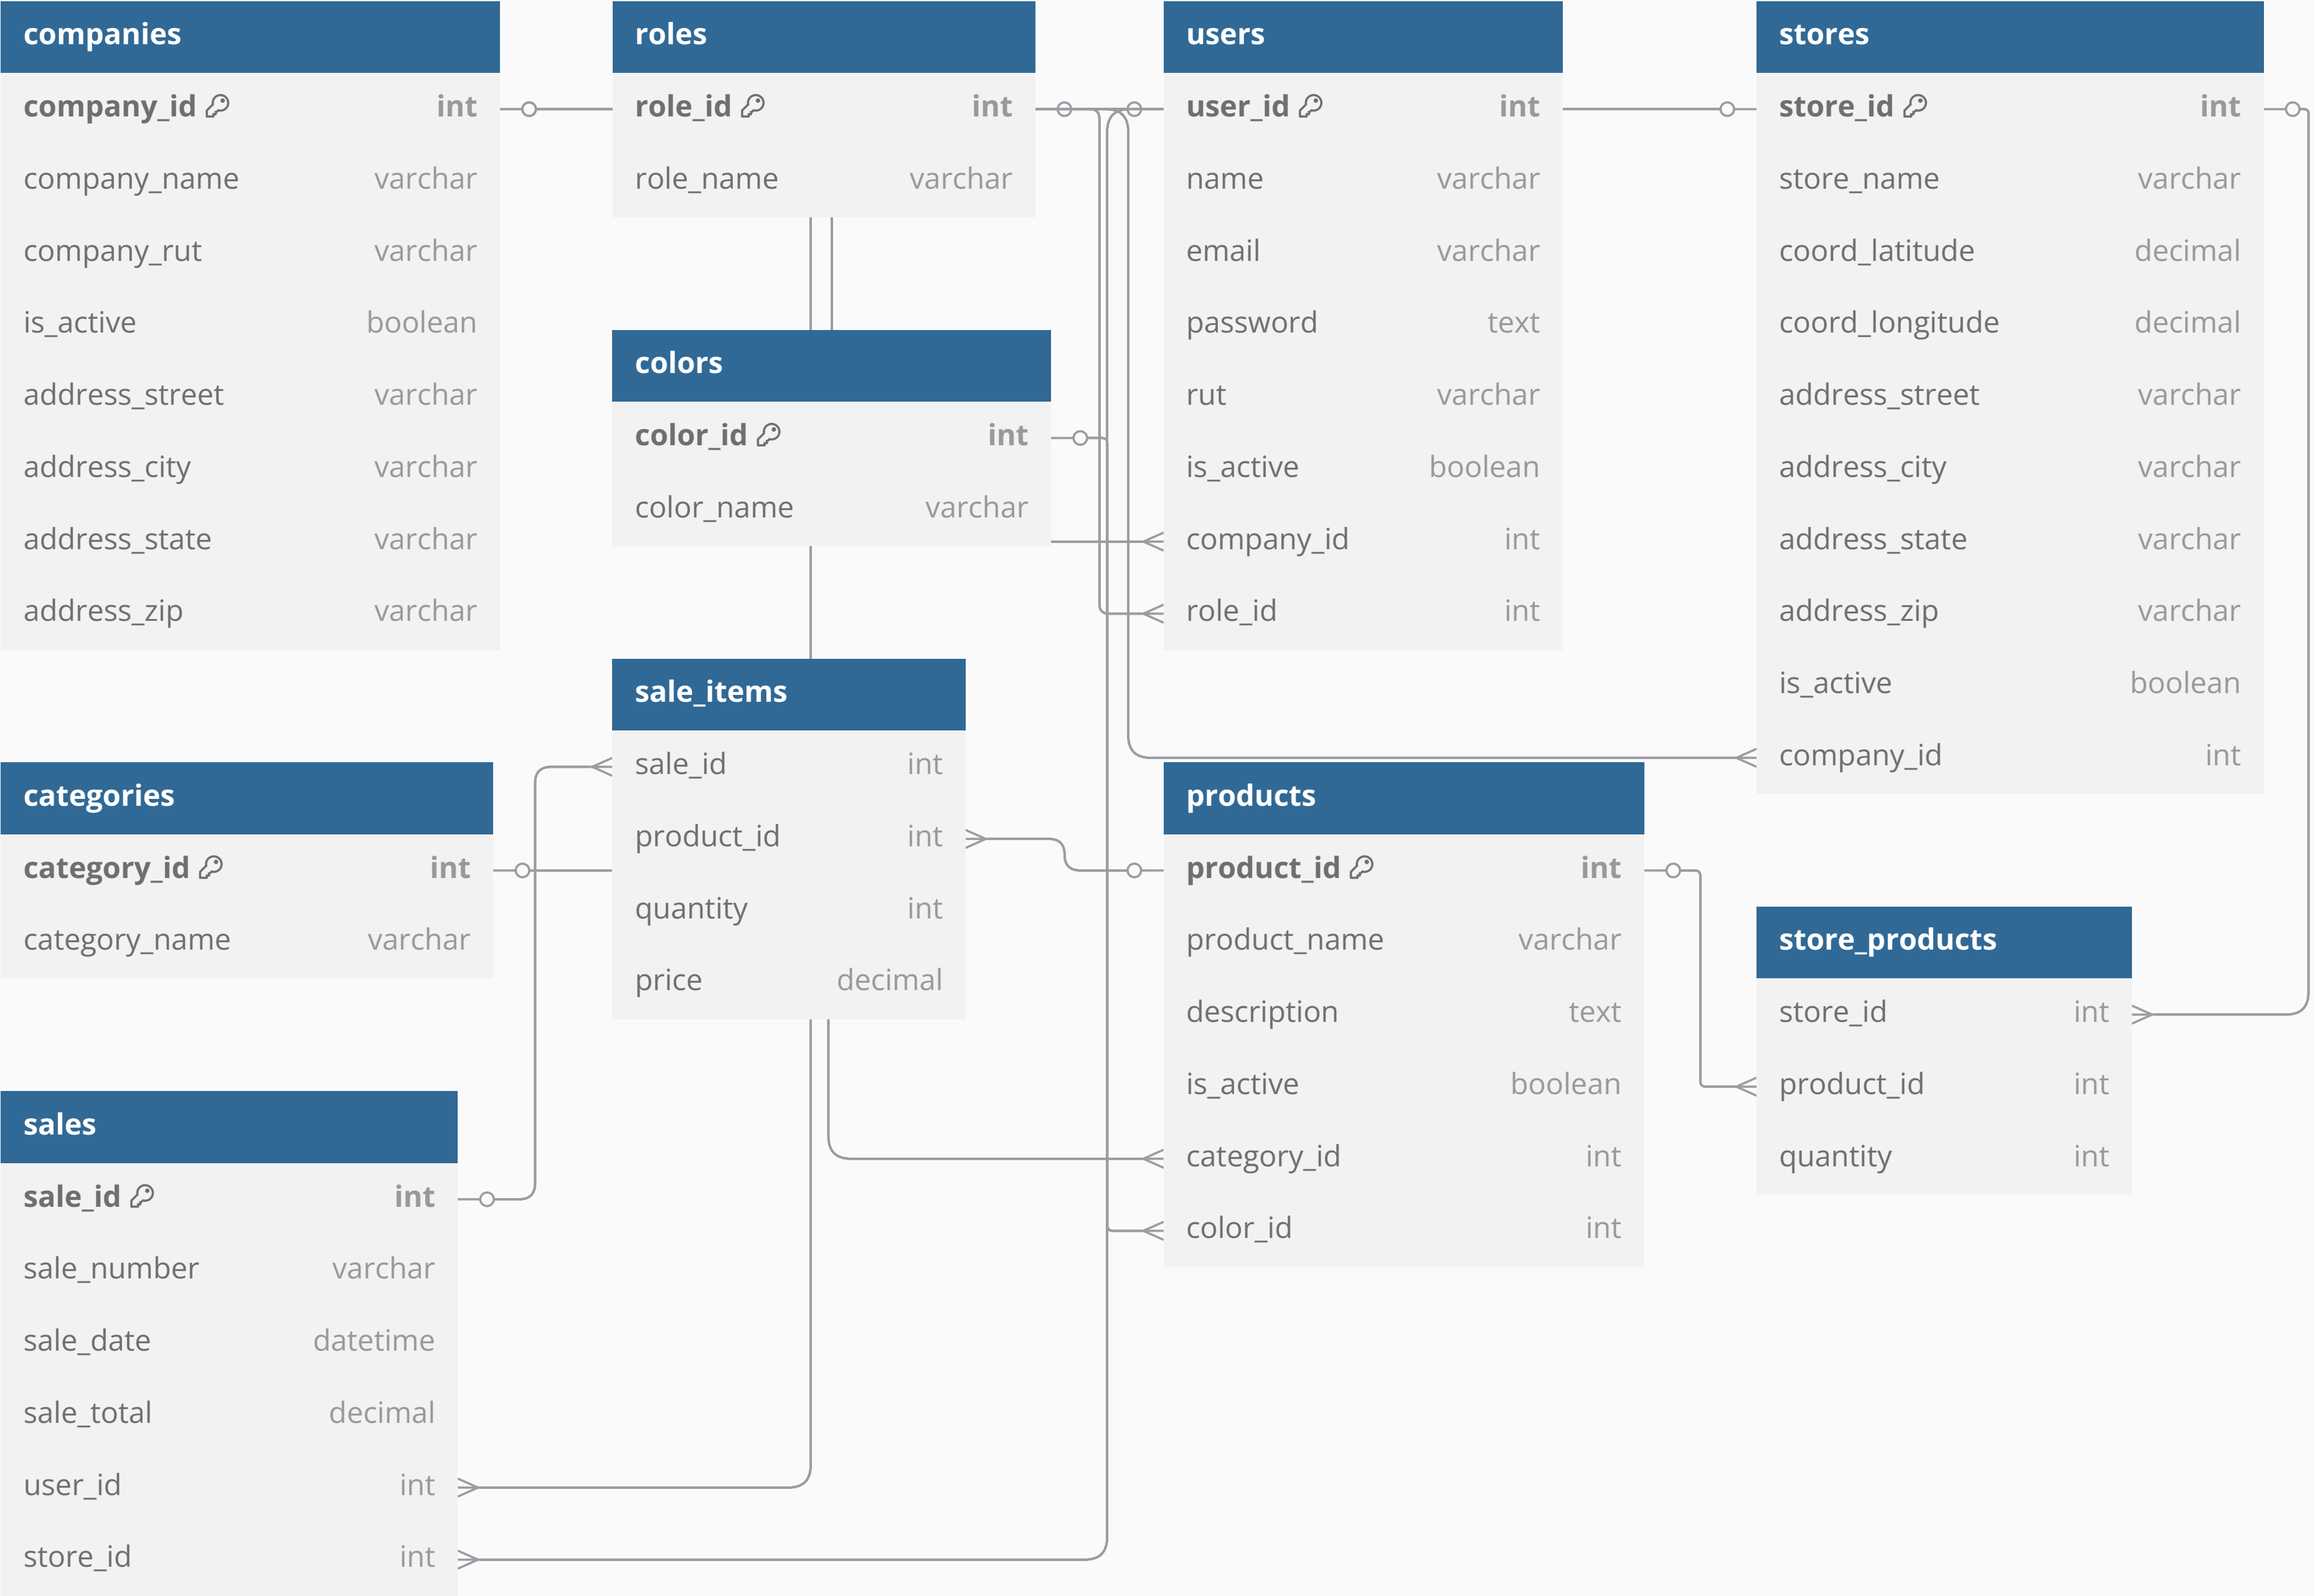 companies
company_id int
company_name varchar
company_rut varchar
is_active boolean
address_street varchar
address_city varchar
address_state varchar
address_zip varchar
roles
role_id int
role_name varchar
users
user_id int
name varchar
email varchar
password text
rut varchar
is_active boolean
company_id int
role_id int
stores
store_id int
store_name varchar
coord_latitude decimal
coord_longitude decimal
address_street varchar
address_city varchar
address_state varchar
address_zip varchar
is_active boolean
company_id int
colors
color_id int
color_name varchar
sale_items
sale_id int
product_id int
quantity int
price decimal
categories
category_id int
category_name varchar
products
product_id int
product_name varchar
description text
is_active boolean
category_id int
color_id int
store_products
store_id int
product_id int
quantity int
sales
sale_id int
sale_number varchar
sale_date datetime
sale_total decimal
user_id int
store_id int